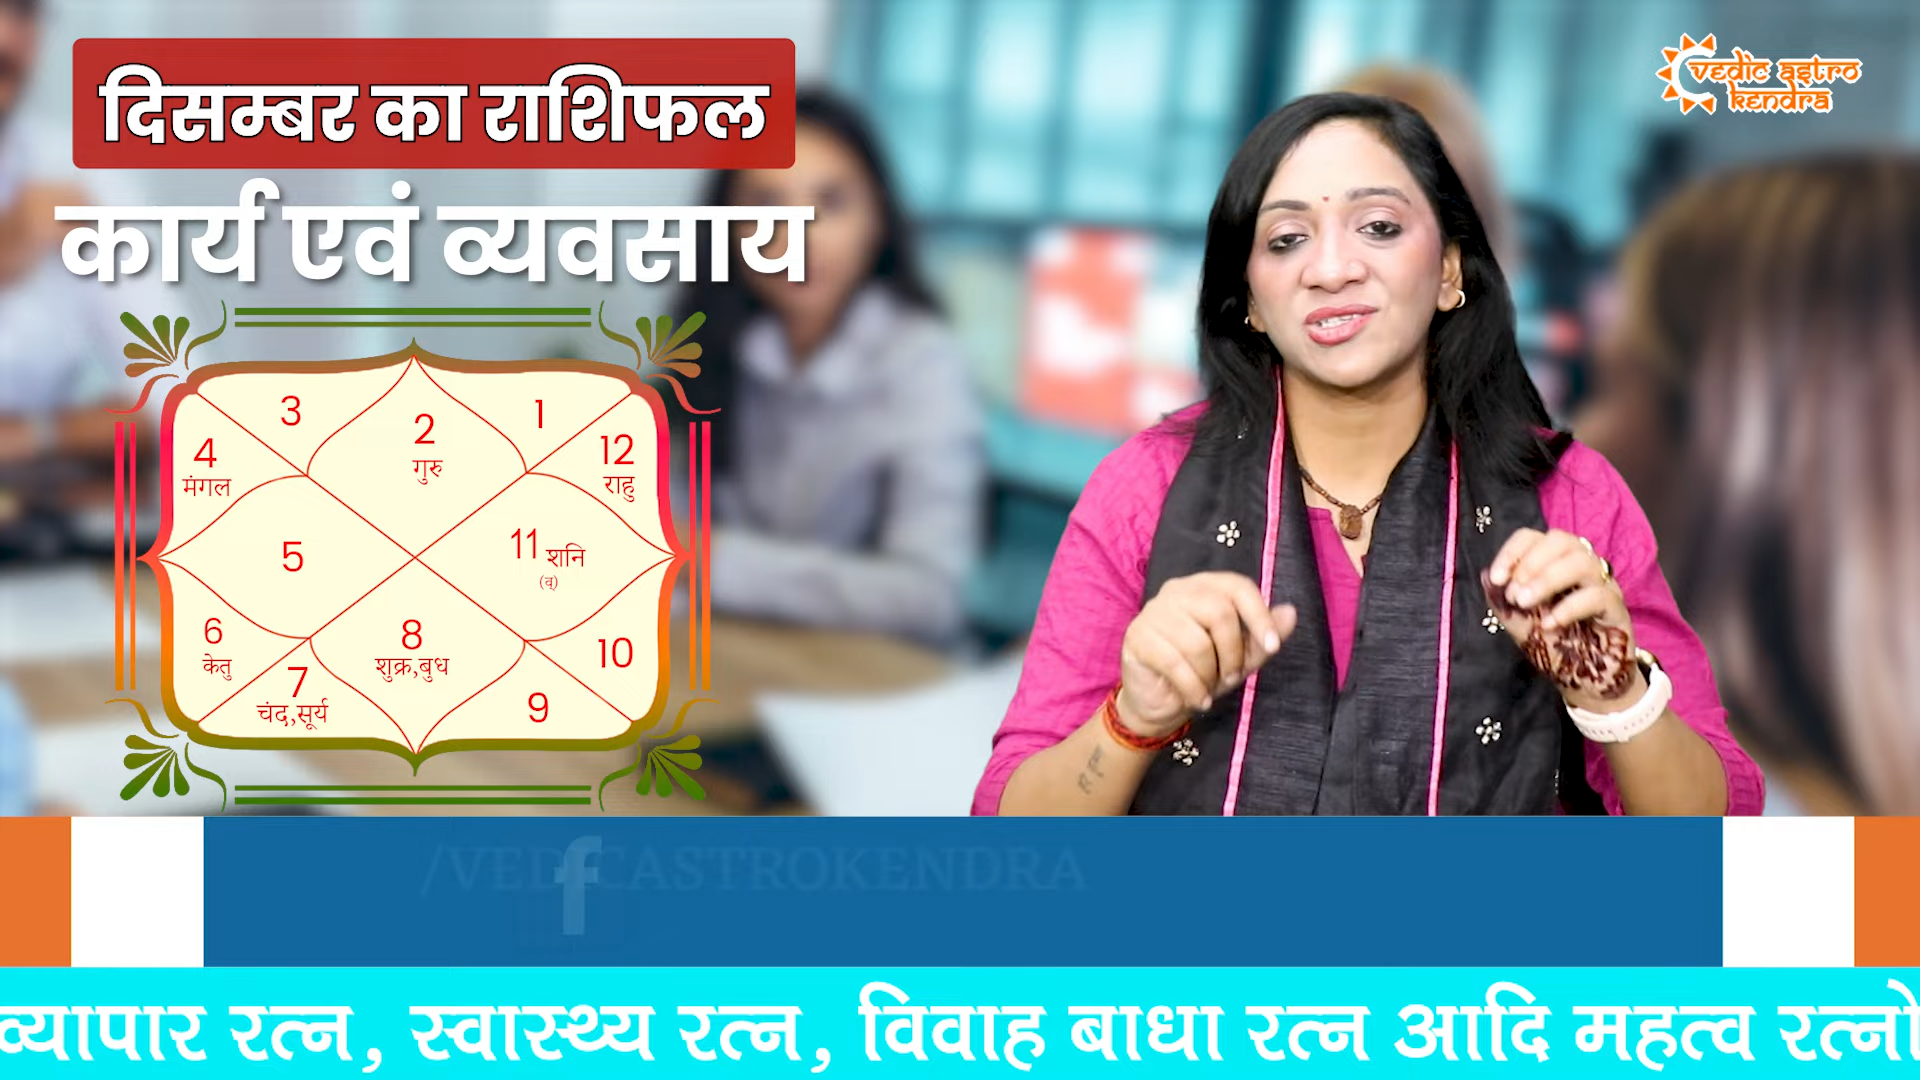 दिसम्बर का राशिफल
vedic astro
kendra
कार्य एवं व्यवसाय
3
2
गुरु
1
4
मंगल
12
राहु
5
11 शनि
(व)
6
केतु
7
चंद,सूर्य
8
शुक्र,बुध
10
9
/VEDICASTROKENDRA
व्यापार रत्न, स्वास्थ्य रत्न, विवाह बाधा रत्न आदि महत्व रत्नो